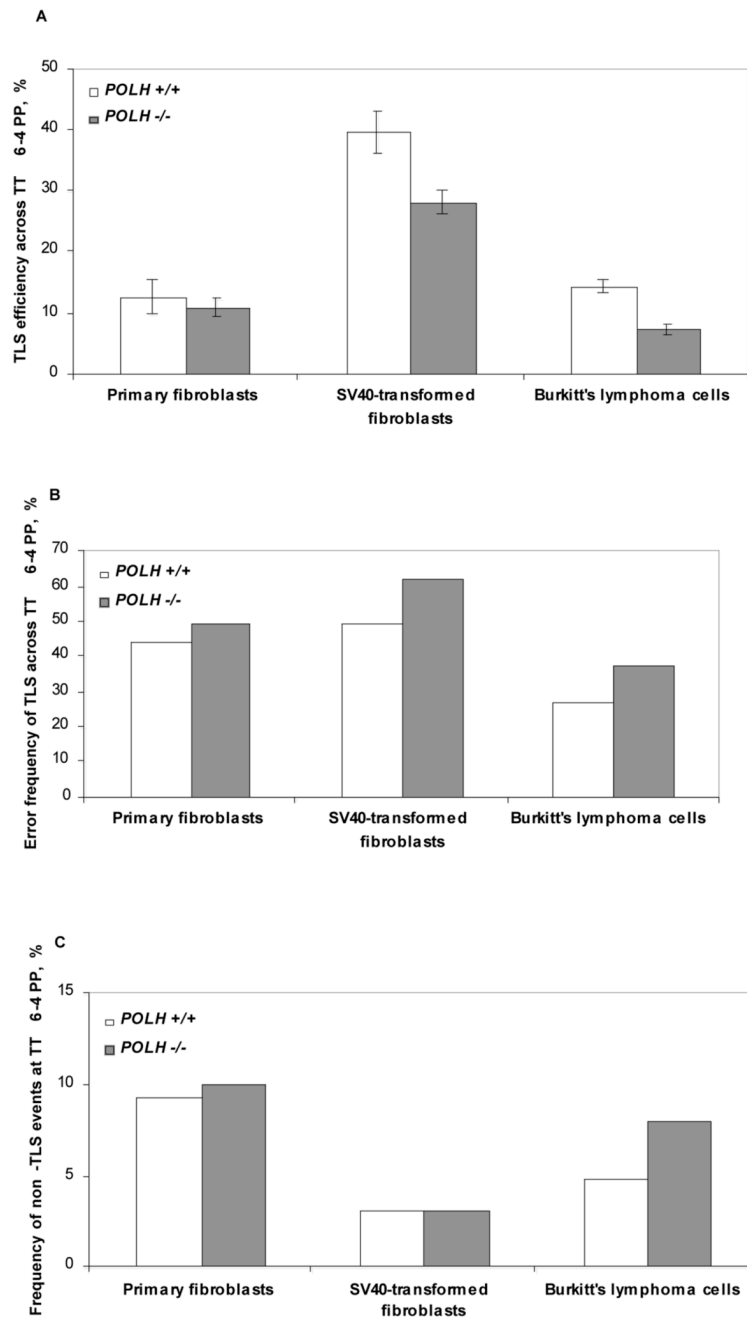 A
TLS efficiency across TT 6-4 PP, %
50
40
30
20
10
0
POLH +/+
POLH -/-
Primary fibroblasts
SV40-transformed
fibroblasts
Burkitt's lymphoma cells
B
Error frequency of TLS across TT 6-4 PP, %
70
60
50
40
30
20
10
0
POLH +/+
POLH -/-
Primary fibroblasts
SV40-transformed
fibroblasts
Burkitt's lymphoma cells
C
Frequency of non -TLS events at TT 6-4 PP, %
15
10
5
0
POLH +/+
POLH -/-
Primary fibroblasts
SV40-transformed
fibroblasts
Burkitt's lymphoma cells